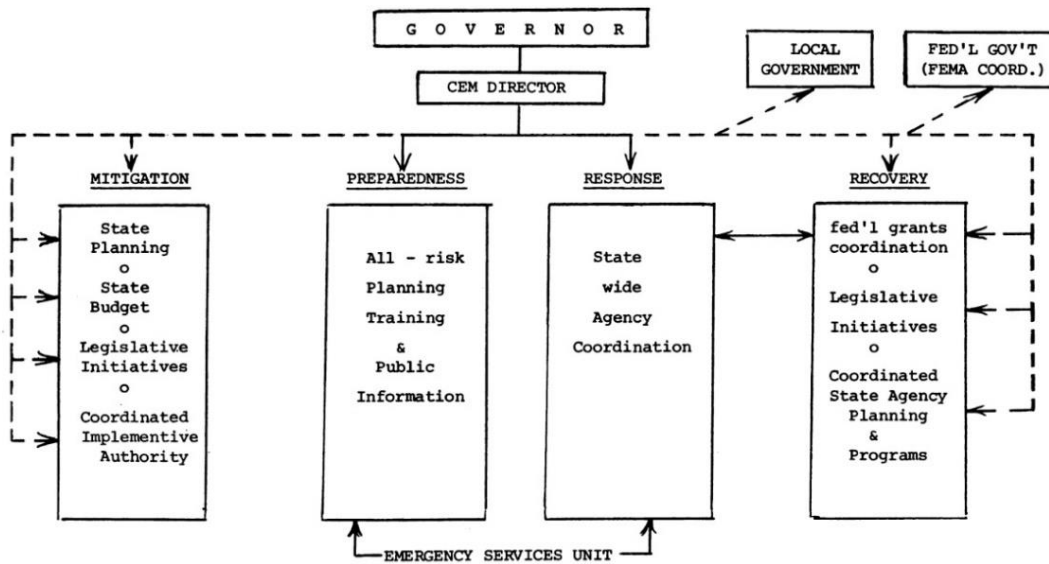 G O V E R N O R
LOCAL
GOVERNMENT
FED'L GOV'T
(FEMA COORD.)
CEM DIRECTOR
MITIGATION
State
Planning
o
State
Budget
o
Legislative
Initiatives
o
Coordinated
Implementive
Authority
PREPAREDNESS
All - risk
Planning
Training
&
Public
Information
RESPONSE
State
wide
Agency
Coordination
RECOVERY
fed'l grants
coordination
o
Legislative
Initiatives
o
Coordinated
State Agency
Planning
&
Programs
EMERGENCY SERVICES UNIT